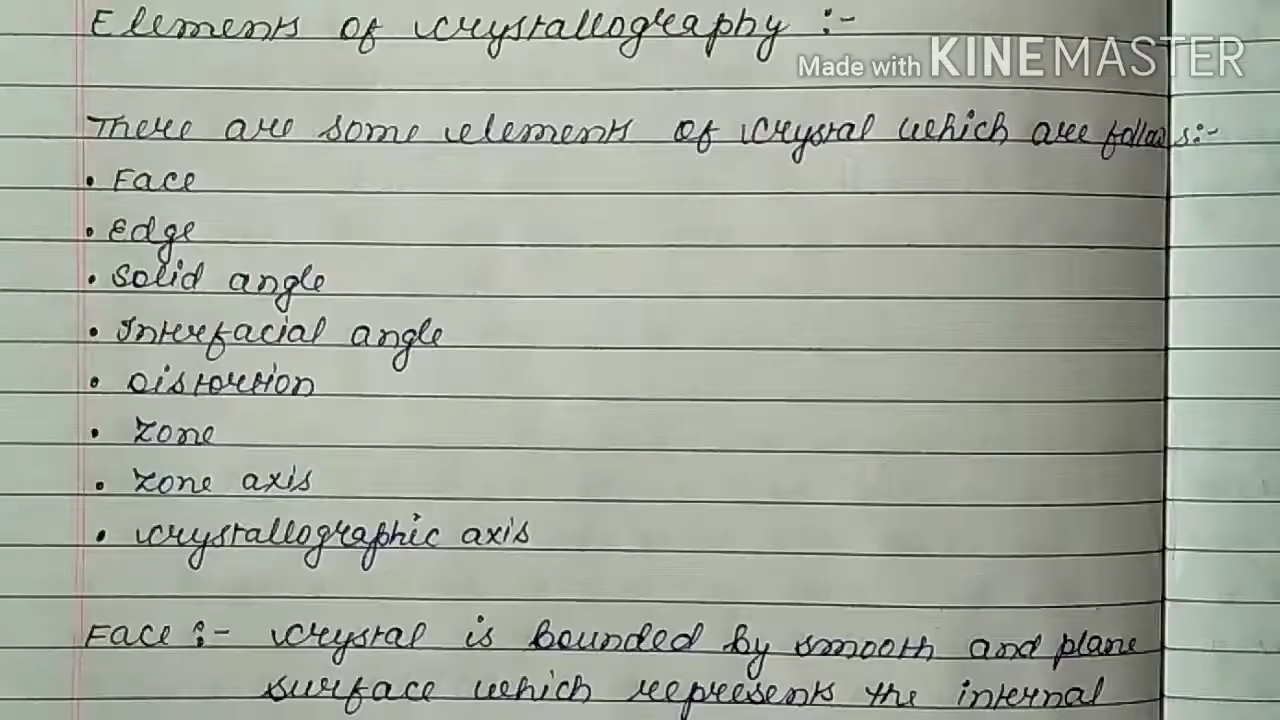 Elements of crystallography :-
Made with KINEMASTER
There are some elements of crystal which are follows:-
• Face
• Edge
• Solid angle
• Interfacial angle
• Distortion
• Zone
• Zone axis
• crystallographic axis
Face :- crystal is bounded by smooth and plane
surface which represents the internal